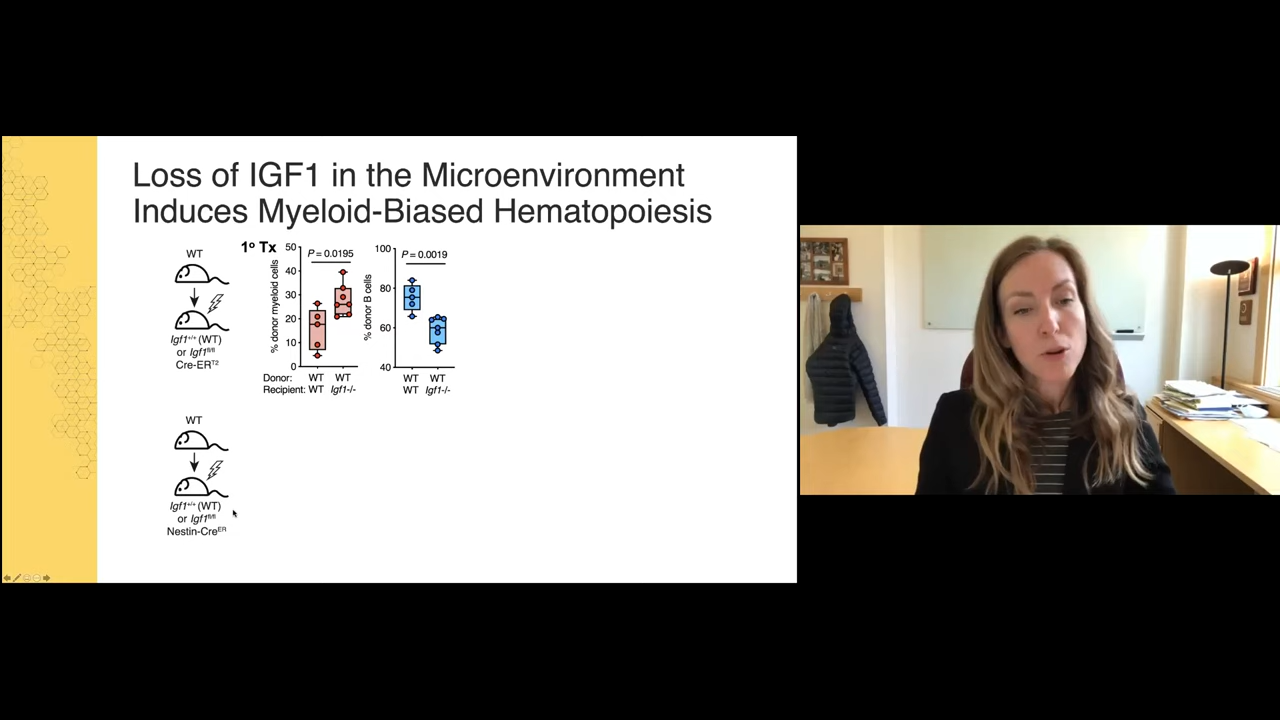 Loss of IGF1 in the Microenvironment
Induces Myeloid-Biased Hematopoiesis
WT
Igf1+/+ (WT)
or Igf1fl/fl
Cre-ERT2
1º Tx
% donor myeloid cells
50
40
30
20
10
0
P = 0.0195
Donor: WT WT
Recipient: WT Igf1-/-
% donor B cells
100
80
60
40
P = 0.0019
WT WT
WT Igf1-/-
WT
Igf1+/+ (WT)
or Igf1fl/fl
Nestin-CreER